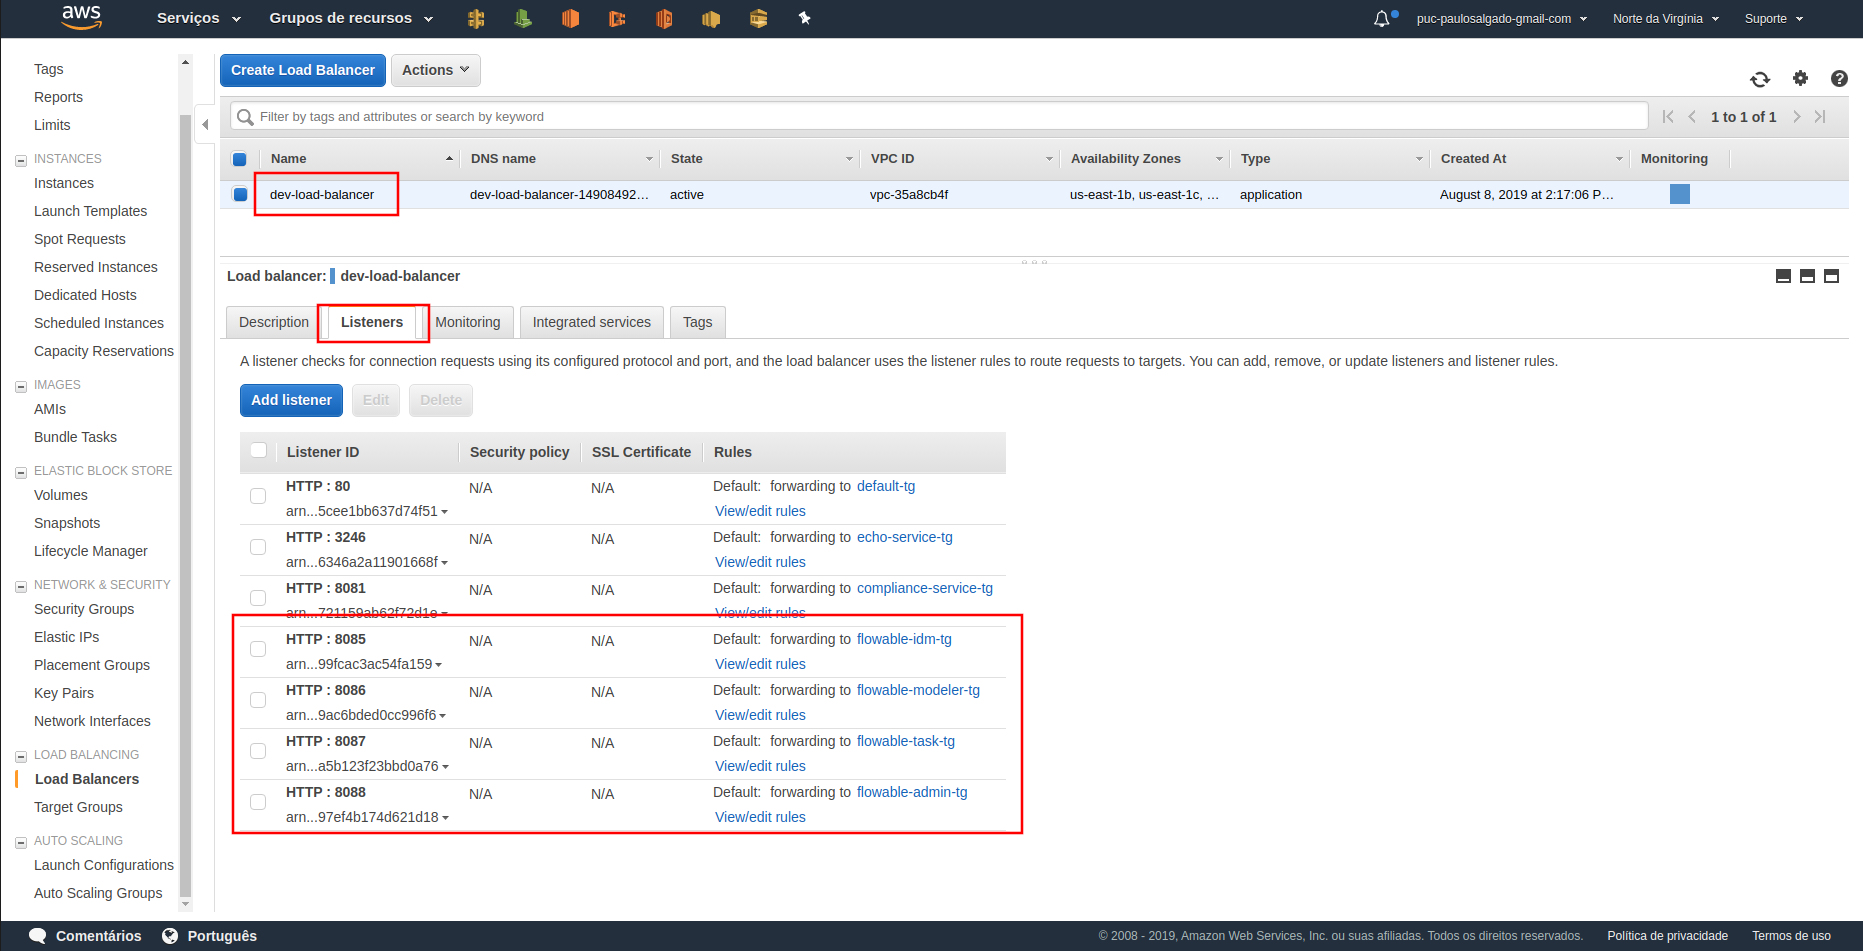 aws Serviços Grupos de recursos puc-paulosalgado-gmail-com Norte da Virgínia Suporte
Tags
Reports
Limits
INSTANCES
Instances
Launch Templates
Spot Requests
Reserved Instances
Dedicated Hosts
Scheduled Instances
Capacity Reservations
IMAGES
AMIs
Bundle Tasks
ELASTIC BLOCK STORE
Volumes
Snapshots
Lifecycle Manager
NETWORK & SECURITY
Security Groups
Elastic IPs
Placement Groups
Key Pairs
Network Interfaces
LOAD BALANCING
Load Balancers
Target Groups
AUTO SCALING
Launch Configurations
Auto Scaling Groups
Create Load Balancer Actions
Filter by tags and attributes or search by keyword 1 to 1 of 1
Name DNS name State VPC ID Availability Zones Type Created At Monitoring
dev-load-balancer dev-load-balancer-14908492... active vpc-35a8cb4f us-east-1b, us-east-1c, ... application August 8, 2019 at 2:17:06 P...
Load balancer: dev-load-balancer
Description Listeners Monitoring Integrated services Tags
A listener checks for connection requests using its configured protocol and port, and the load balancer uses the listener rules to route requests to targets. You can add, remove, or update listeners and listener rules.
Add listener Edit Delete
Listener ID Security policy SSL Certificate Rules
HTTP : 80 N/A N/A Default: forwarding to default-tg
arn...5cee1bb637d74f51 View/edit rules
HTTP : 3246 N/A N/A Default: forwarding to echo-service-tg
arn...6346a2a11901668f View/edit rules
HTTP : 8081 N/A N/A Default: forwarding to compliance-service-tg
arn...721159ab62f72d1e View/edit rules
HTTP : 8085 N/A N/A Default: forwarding to flowable-idm-tg
arn...99fcac3ac54fa159 View/edit rules
HTTP : 8086 N/A N/A Default: forwarding to flowable-modeler-tg
arn...9ac6bded0cc996f6 View/edit rules
HTTP : 8087 N/A N/A Default: forwarding to flowable-task-tg
arn...a5b123f23bbd0a76 View/edit rules
HTTP : 8088 N/A N/A Default: forwarding to flowable-admin-tg
arn...97ef4b174d621d18 View/edit rules
Comentários Português © 2008 - 2019, Amazon Web Services, Inc. ou suas afiliadas. Todos os direitos reservados. Política de privacidade Termos de uso